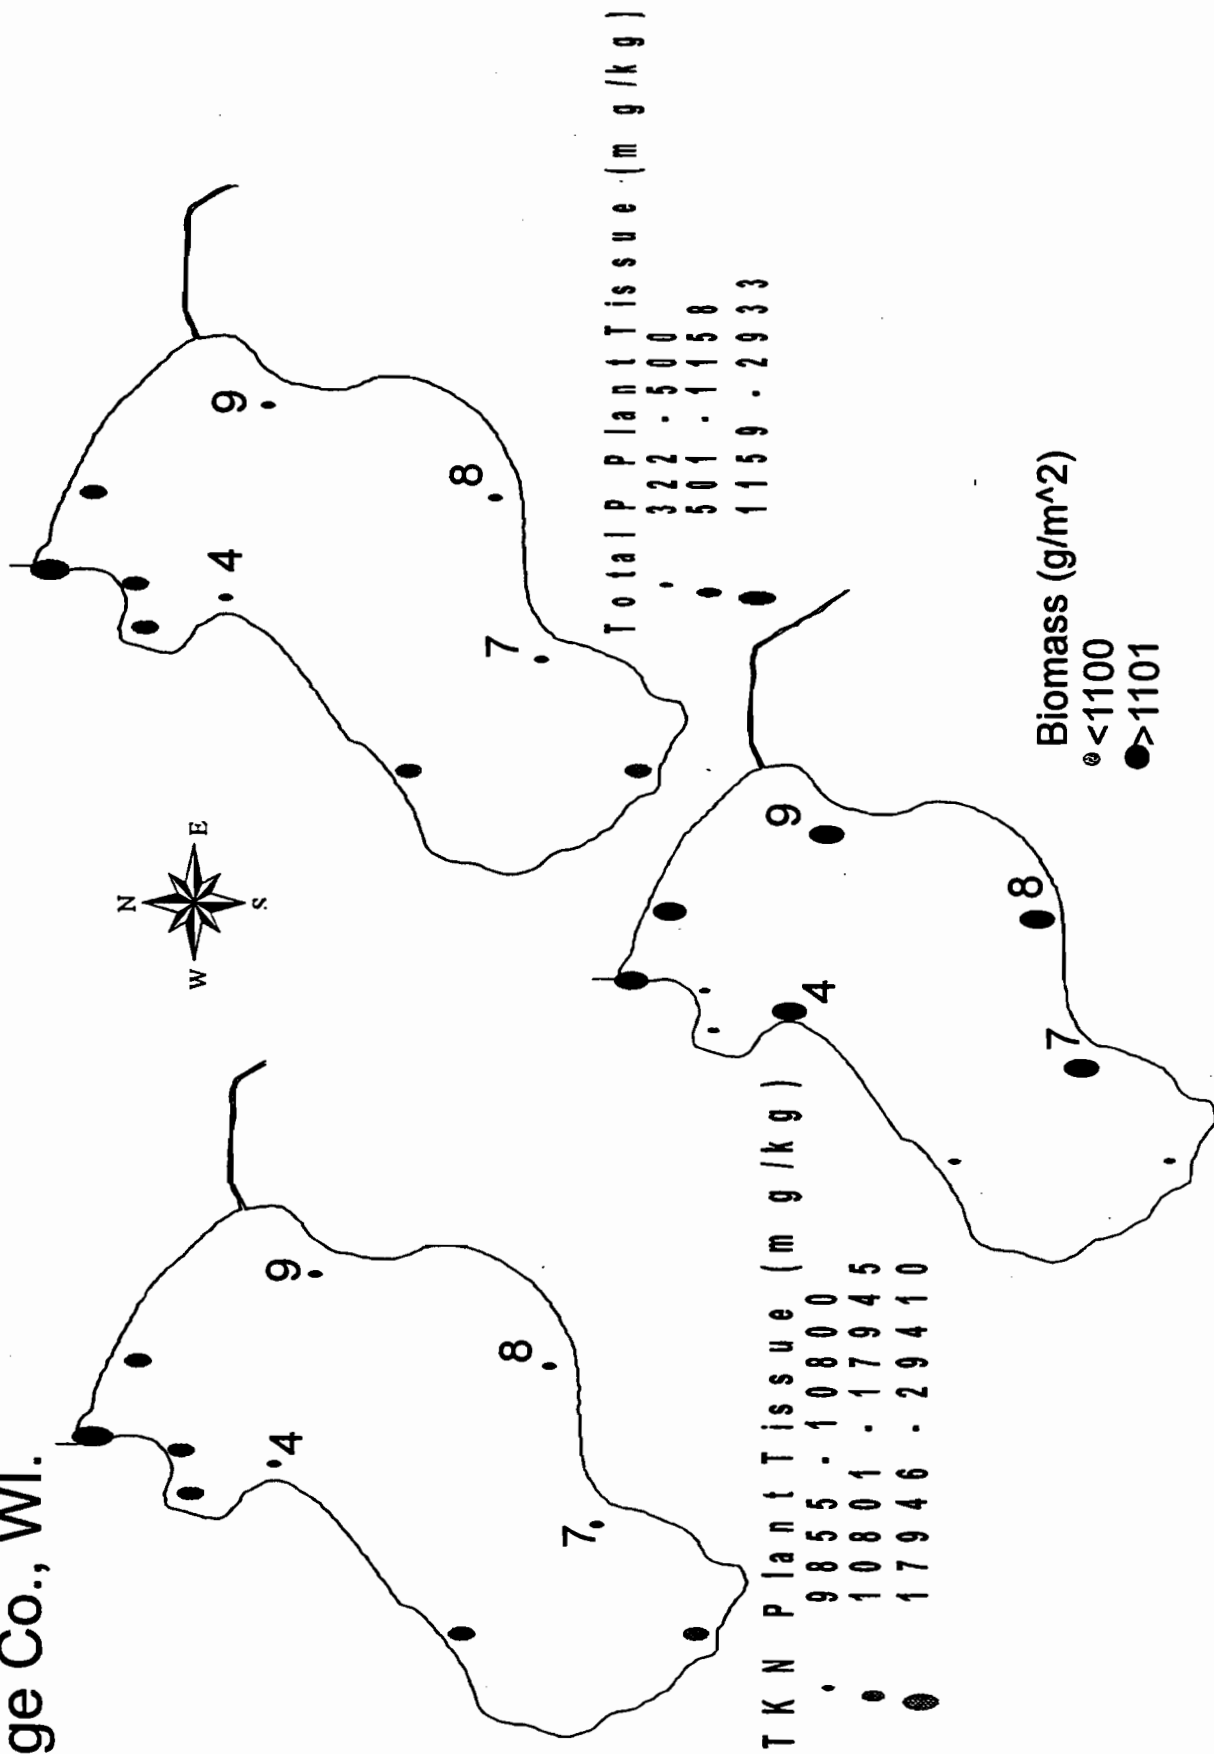 ge Co., WI.
N
W
E
S
9
4
8
7
9
4
8
7
9
4
8
7
TKN Plant Tissue (mg/kg)
9855 - 10800
10801 - 17945
17946 - 29410
Total P Plant Tissue (mg/kg)
322 - 500
501 - 1158
1159 - 2933
Biomass (g/m^2)
<1100
>1101